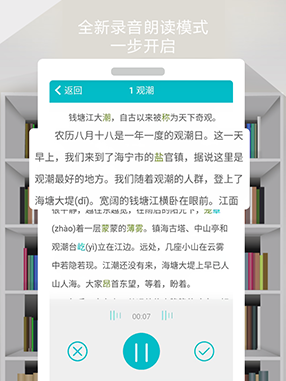 全新录音朗读模式
一步开启
返回
1 观潮
钱塘江大潮，自古以来被称为天下奇观。
农历八月十八是一年一度的观潮日。这一天
早上，我们来到了海宁市的盐官镇，据说这里是
观潮最好的地方。我们随着观潮的人群，登上了
海塘大堤(dī)。宽阔的钱塘江横卧在眼前。江面
(zhào)着一层蒙蒙的薄雾。镇海古塔、中山亭和
观潮台屹(yì)立在江边。远处，几座小山在云雾
中若隐若现。江潮还没有来，海塘大堤上早已人
山人海。大家昂首东望，等着，盼着。
00:07